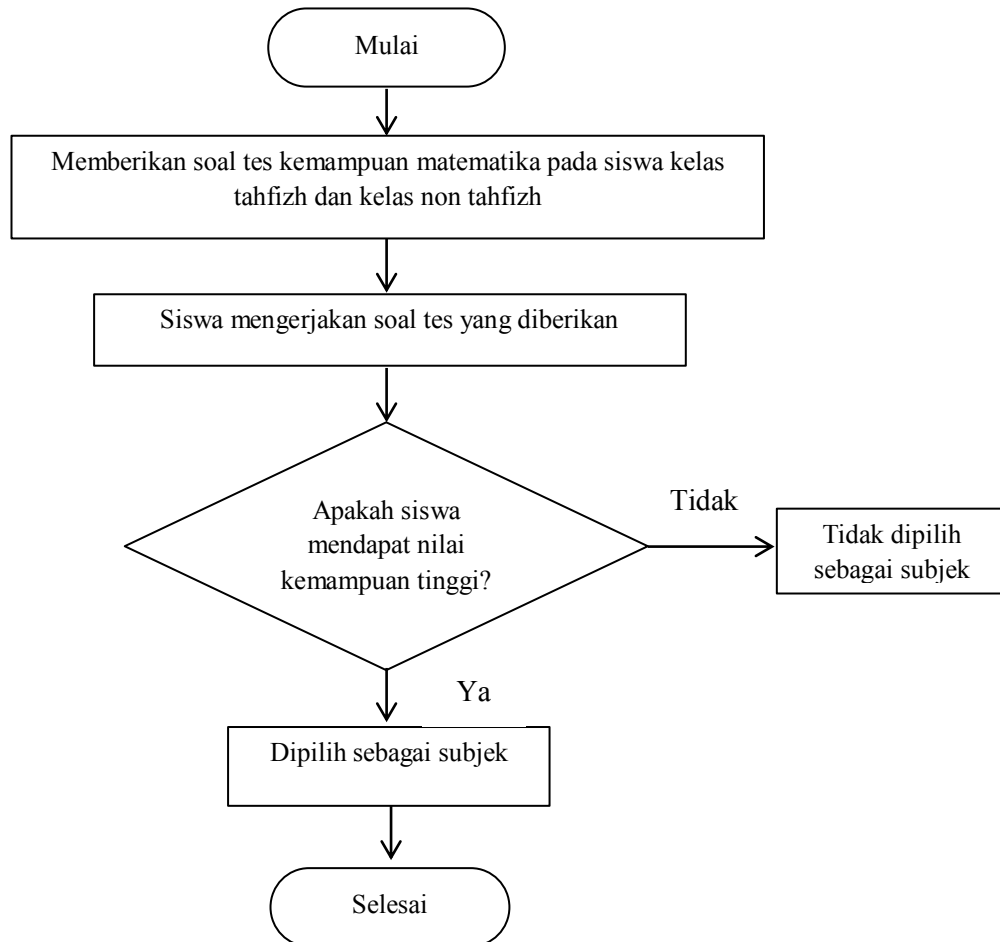 Mulai
Memberikan soal tes kemampuan matematika pada siswa kelas
tahfizh dan kelas non tahfizh
Siswa mengerjakan soal tes yang diberikan
Apakah siswa
mendapat nilai
kemampuan tinggi?
Tidak
Tidak dipilih
sebagai subjek
Ya
Dipilih sebagai subjek
Selesai